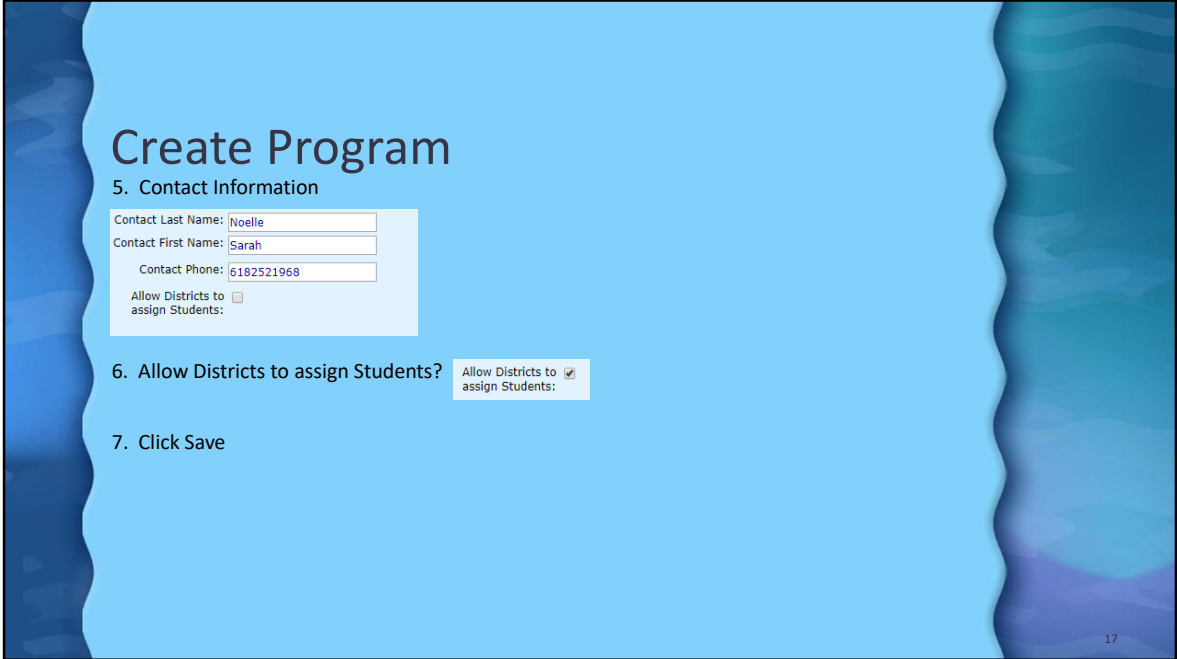 Create Program
5. Contact Information
Contact Last Name: Noelle
Contact First Name: Sarah
Contact Phone: 6182521968
Allow Districts to
assign Students:
6. Allow Districts to assign Students?
Allow Districts to
assign Students:
7. Click Save
17